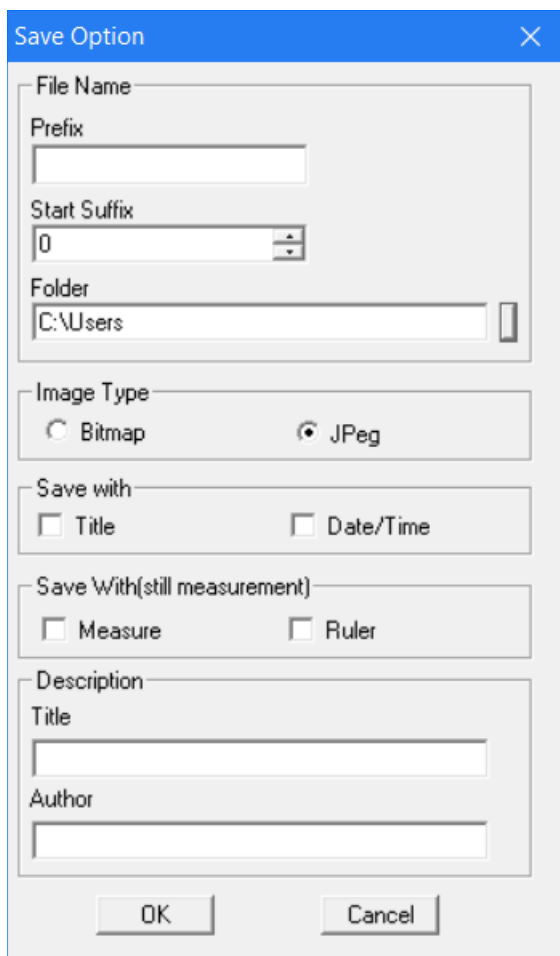 Save Option
File Name
Prefix
Start Suffix
0
Folder
C:\Users
Image Type
Bitmap JPeg
Save with
Title Date/Time
Save With(still measurement)
Measure Ruler
Description
Title
Author
OK Cancel